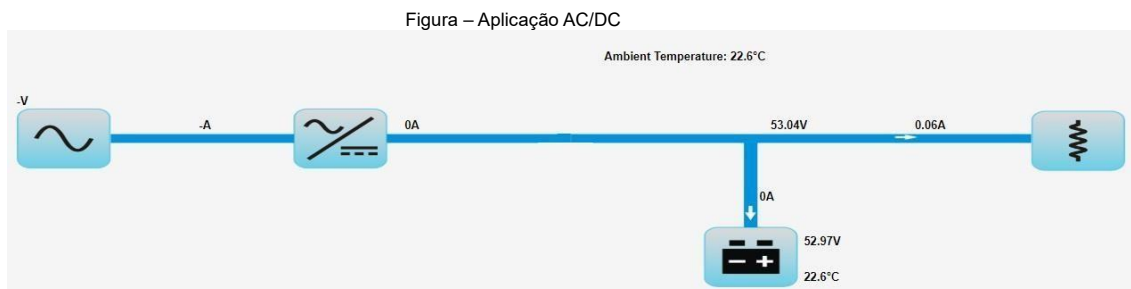 Figura – Aplicação AC/DC
Ambient Temperature: 22.6°C
-V
-A
0A
53.04V
0.06A
0A
52.97V
22.6°C